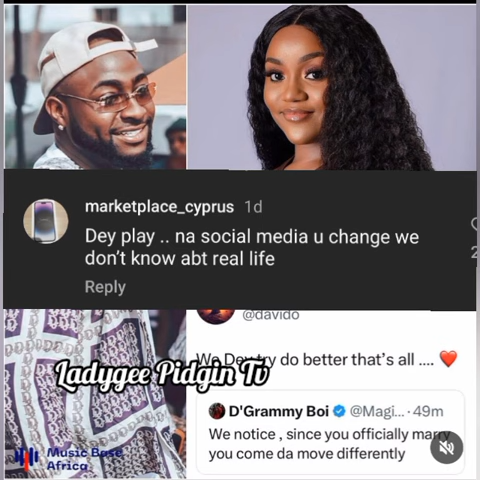 marketplace_cyprus 1d
Dey play .. na social media u change we
don't know abt real life
Reply
@davido
We Dey try do better that's all .... ❤️
Ladygee Pidgin Tv
D'Grammy Boi @Magi... · 49m
We notice , since you officially marry
you come da move differently
Music Base
Africa